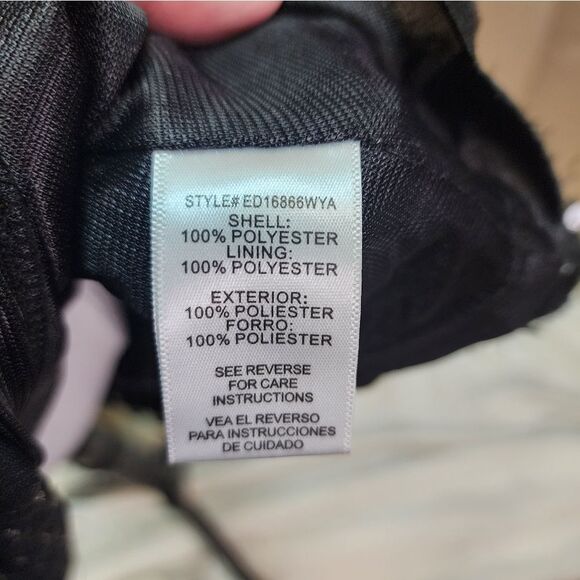 STYLE# ED16866WYA
SHELL:
100% POLYESTER
LINING:
100% POLYESTER
EXTERIOR:
100% POLIESTER
FORRO:
100% POLIESTER
SEE REVERSE
FOR CARE
INSTRUCTIONS
VEA EL REVERSO
PARA INSTRUCCIONES
DE CUIDADO